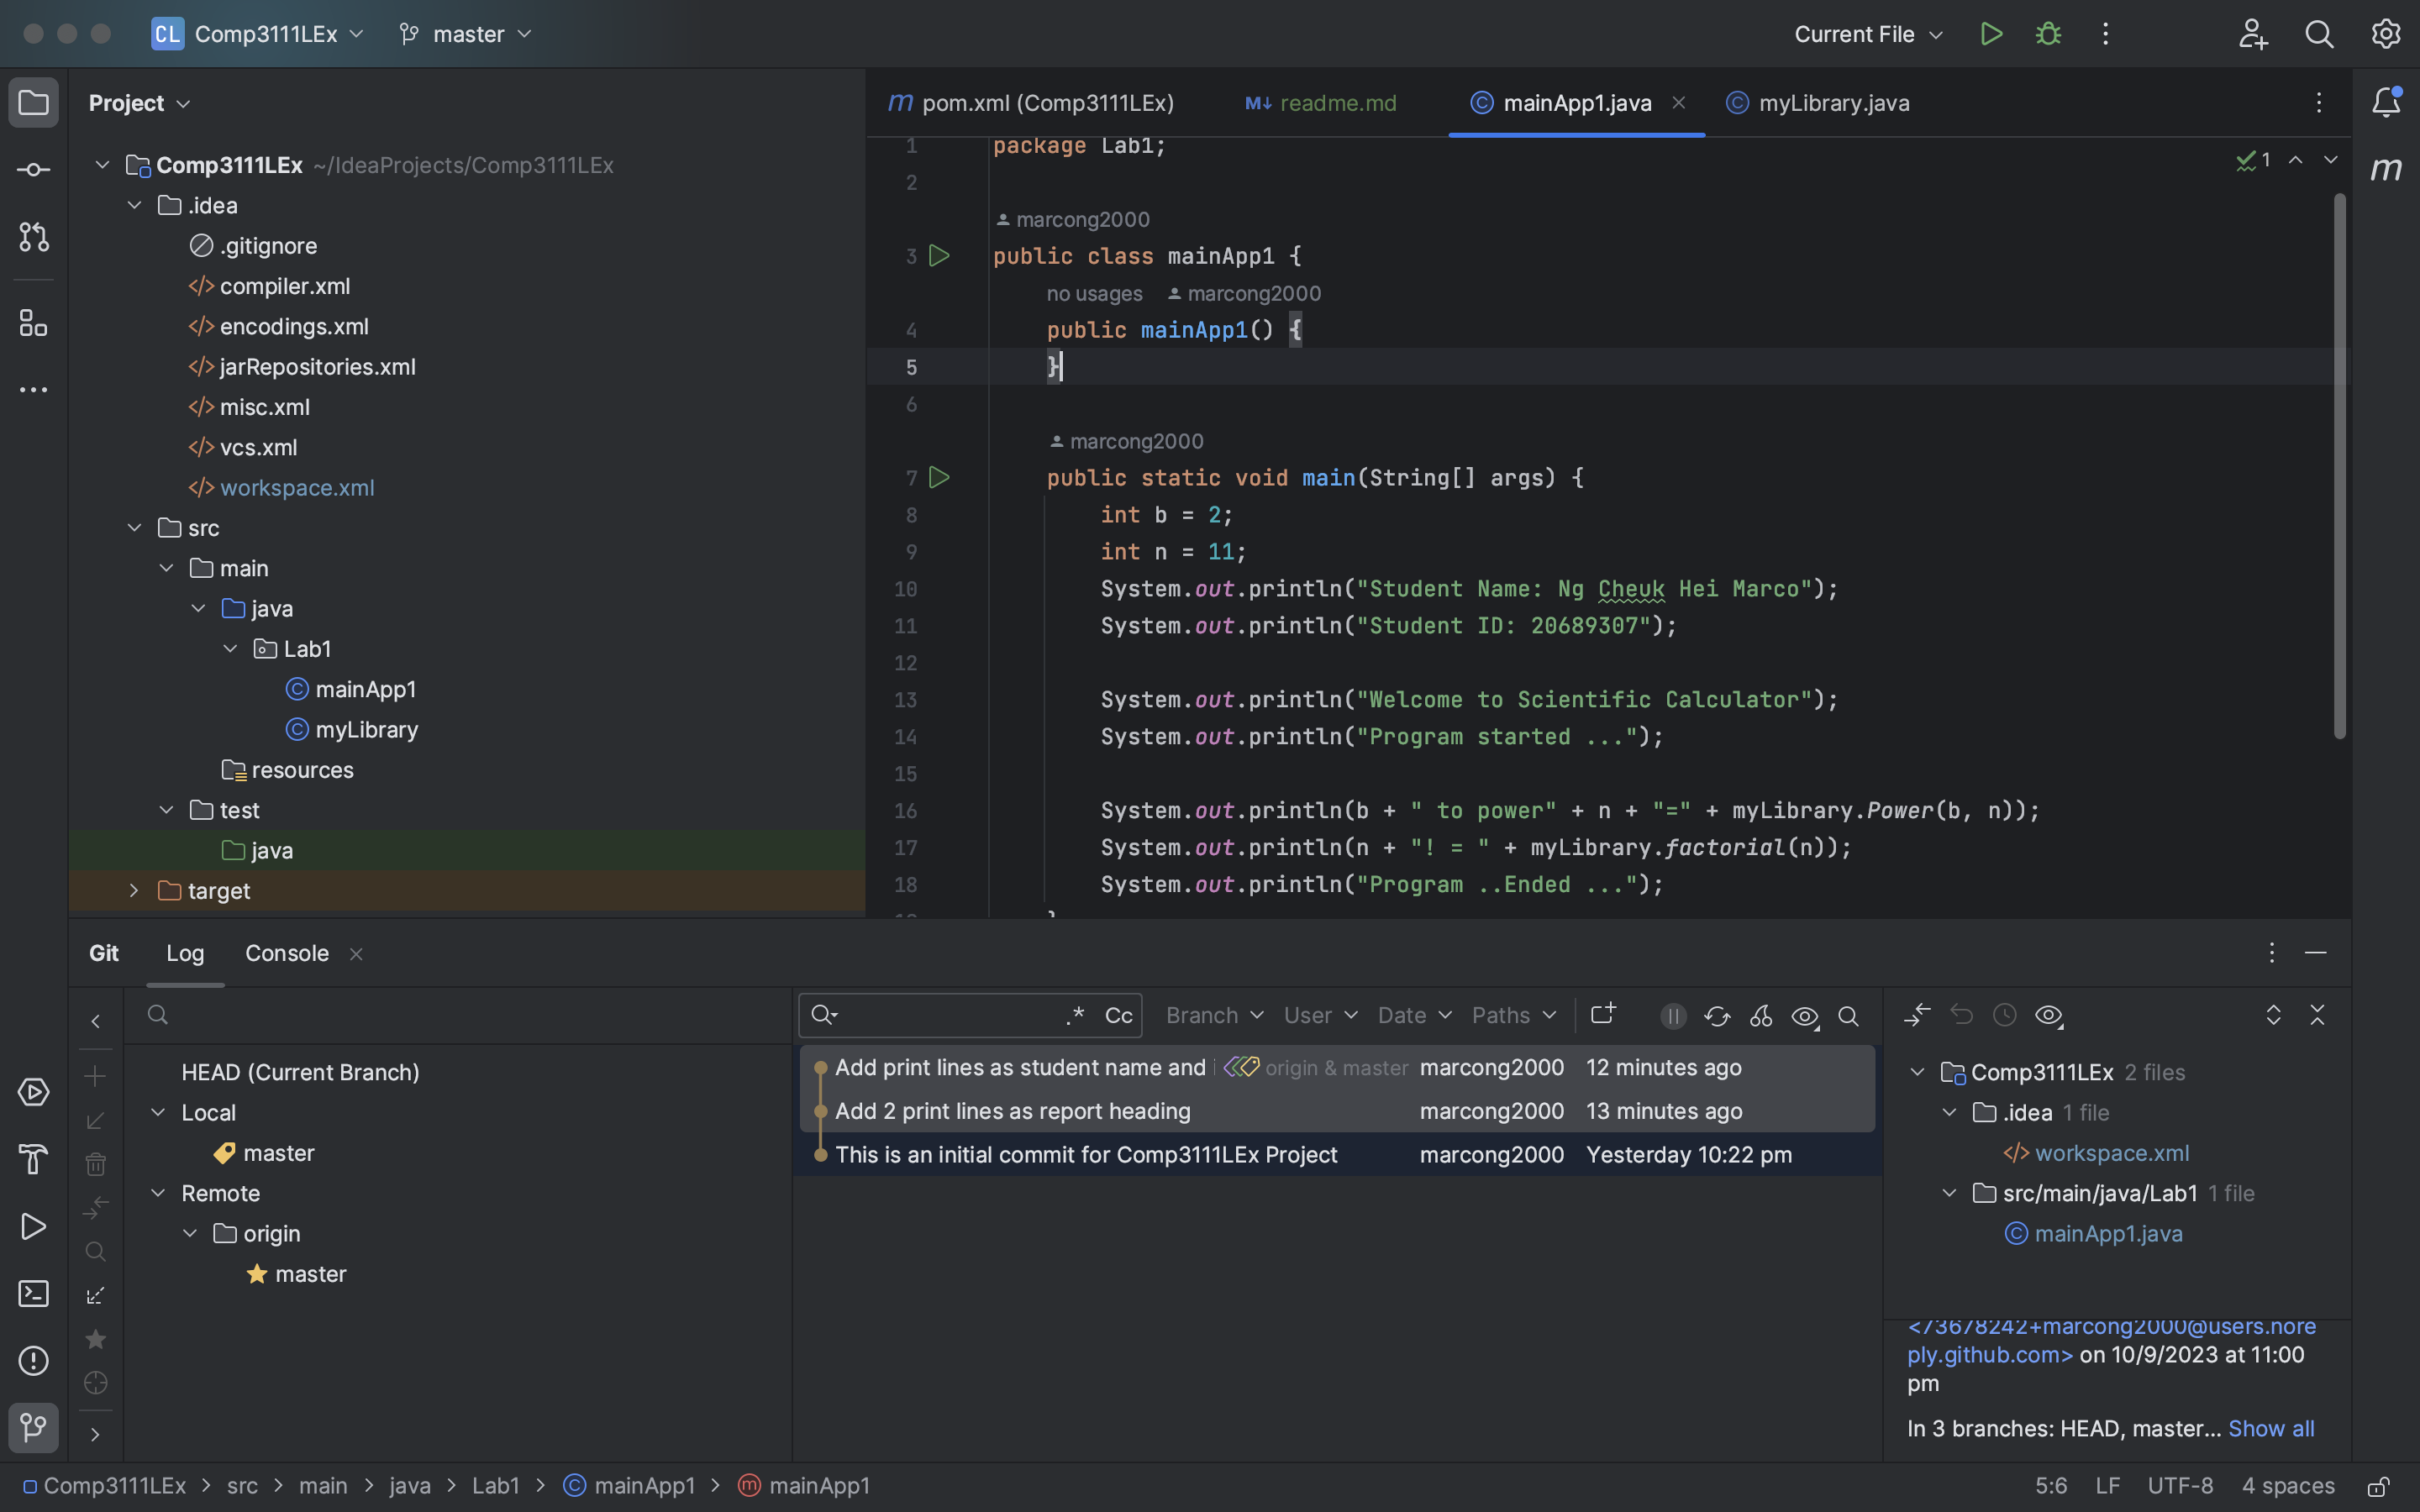 CL Comp3111LEx master Current File
Project
Comp3111LEx ~/IdeaProjects/Comp3111LEx
.idea
.gitignore
compiler.xml
encodings.xml
jarRepositories.xml
misc.xml
vcs.xml
workspace.xml
src
main
java
Lab1
mainApp1
myLibrary
resources
test
java
target
m pom.xml (Comp3111LEx) M↓ readme.md C mainApp1.java C myLibrary.java
1 package Lab1;
1
2
marcong2000
3 public class mainApp1 {
no usages marcong2000
4 public mainApp1() {
5 }
6
marcong2000
7 public static void main(String[] args) {
8 int b = 2;
9 int n = 11;
10 System.out.println("Student Name: Ng Cheuk Hei Marco");
11 System.out.println("Student ID: 20689307");
12
13 System.out.println("Welcome to Scientific Calculator");
14 System.out.println("Program started ...");
15
16 System.out.println(b + " to power" + n + "=" + myLibrary.Power(b, n));
17 System.out.println(n + "! = " + myLibrary.factorial(n));
18 System.out.println("Program ..Ended ...");
m
Git Log Console
HEAD (Current Branch)
Local
master
Remote
origin
master
.* Cc Branch User Date Paths
Add print lines as student name and origin & master marcong2000 12 minutes ago
Add 2 print lines as report heading marcong2000 13 minutes ago
This is an initial commit for Comp3111LEx Project marcong2000 Yesterday 10:22 pm
Comp3111LEx 2 files
.idea 1 file
workspace.xml
src/main/java/Lab1 1 file
mainApp1.java
<73678242+marcong2000@users.nore
ply.github.com> on 10/9/2023 at 11:00
pm
In 3 branches: HEAD, master... Show all
Comp3111LEx > src > main > java > Lab1 > C mainApp1 > m mainApp1 5:6 LF UTF-8 4 spaces